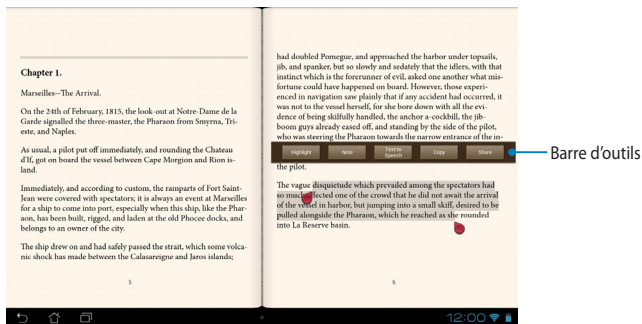 Chapter 1.
Marseilles--The Arrival.
On the 24th of February, 1815, the look-out at Notre-Dame de la
Garde signalled the three-master, the Pharaon from Smyrna, Tri-
este, and Naples.
As usual, a pilot put off immediately, and rounding the Chateau
d'If, got on board the vessel between Cape Morgion and Rion is-
land.
Immediately, and according to custom, the ramparts of Fort Saint-
Jean were covered with spectators; it is always an event at Marseilles
for a ship to come into port, especially when this ship, like the Phar-
aon, has been built, rigged, and laden at the old Phocee docks, and
belongs to an owner of the city.
The ship drew on and had safely passed the strait, which some volca-
nic shock has made between the Calasareigne and Jaros islands;
5
had doubled Pomegue, and approached the harbor under topsails,
jib, and spanker, but so slowly and sedately that the idlers, with that
instinct which is the forerunner of evil, asked one another what mis-
fortune could have happened on board. However, those experi-
enced in navigation saw plainly that if any accident had occurred, it
was not to the vessel herself, for she bore down with all the evi-
dence of being skilfully handled, the anchor a-cockbill, the jib-
boom guys already eased off, and standing by the side of the pilot,
who was steering the Pharaon towards the narrow entrance of the in-
Highlight
Note
Text to
Speech
Copy
Share
the pilot.
The vague disquietude which prevailed among the spectators had
so much affected one of the crowd that he did not await the arrival
of the vessel in harbor, but jumping into a small skiff, desired to be
pulled alongside the Pharaon, which he reached as she rounded
into La Reserve basin.
6
12:00
Barre d'outils